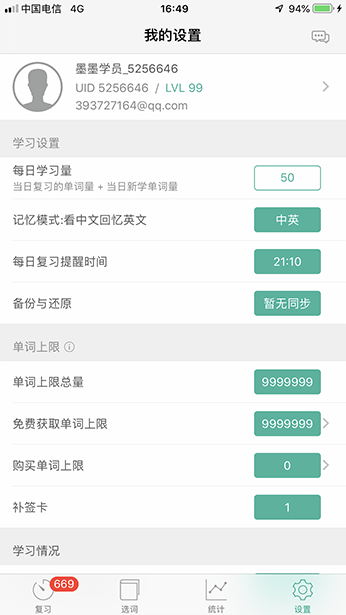 中国电信 4G 16:49 94%
我的设置
墨墨学员_5256646
UID 5256646 / LVL 99
393727164@qq.com
学习设置
每日学习量 50
当日复习的单词量 + 当日新学单词量
记忆模式:看中文回忆英文 中英
每日复习提醒时间 21:10
备份与还原 暂无同步
单词上限
单词上限总量 9999999
免费获取单词上限 9999999
购买单词上限 0
补签卡 1
学习情况
669
复习 选词 统计 设置